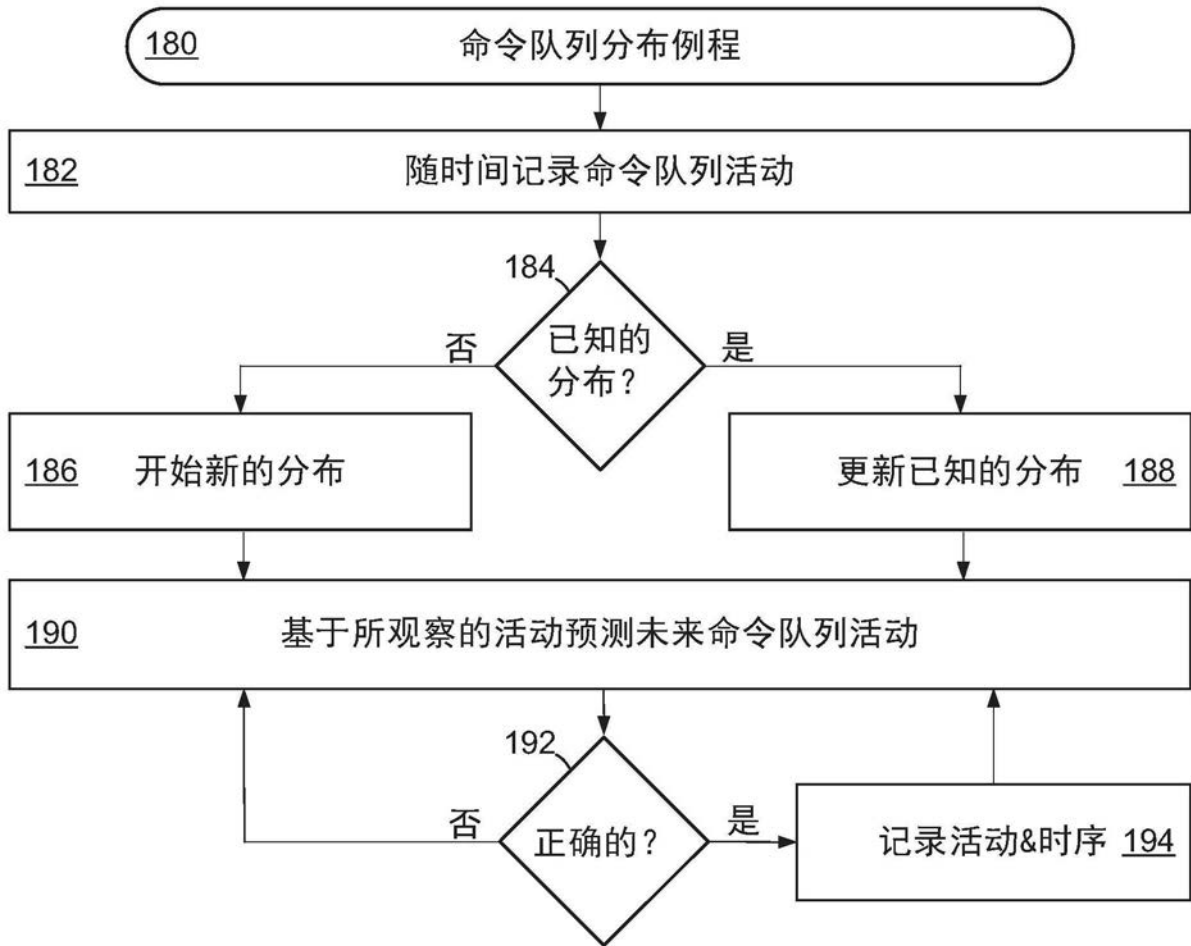 180 命令队列分布例程
182 随时间记录命令队列活动
184
已知的
分布?
否
是
186 开始新的分布
更新已知的分布 188
190 基于所观察的活动预测未来命令队列活动
192
否
正确的?
是
记录活动&时序 194